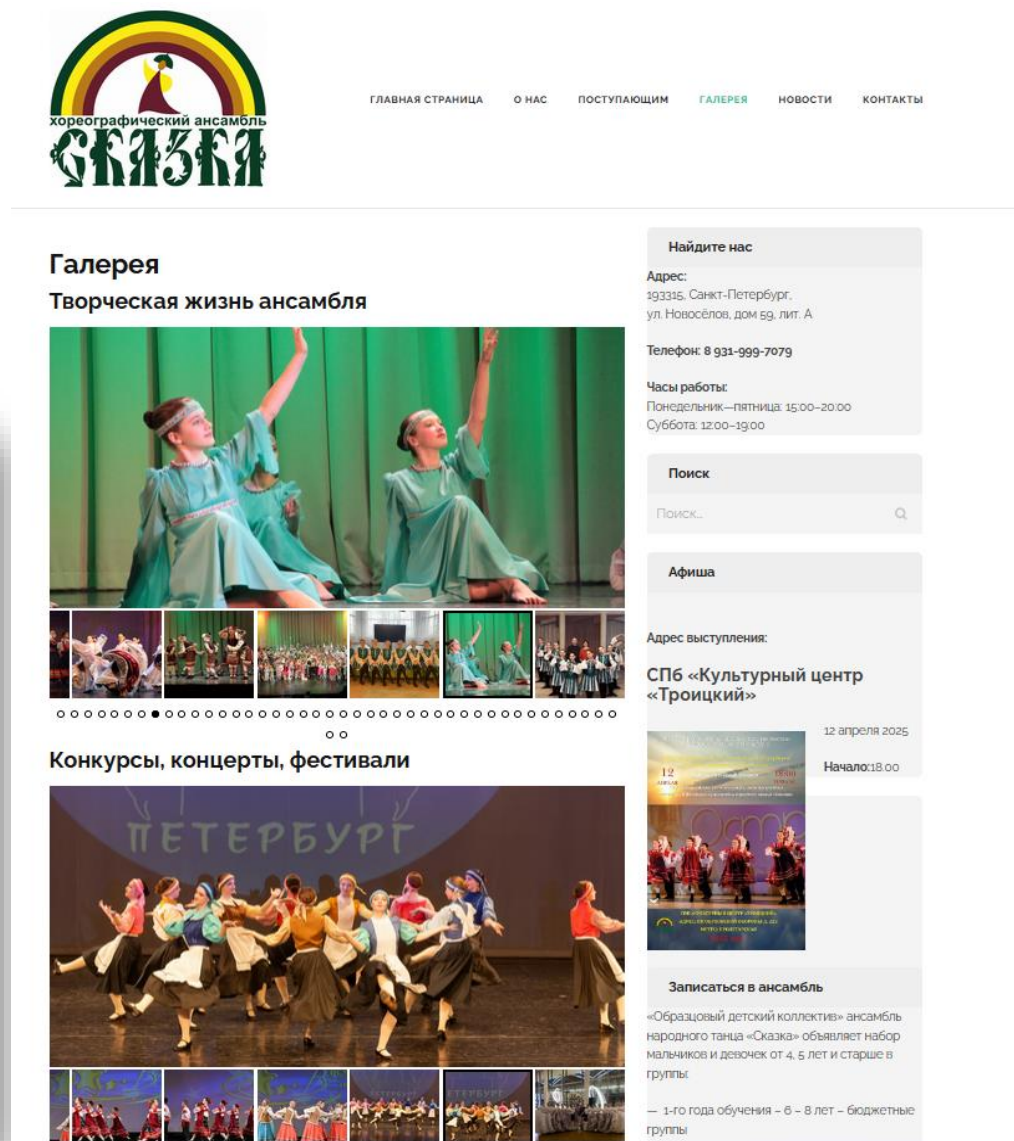 хореографический ансамбль
СКАЗКА
ГЛАВНАЯ СТРАНИЦА О НАС ПОСТУПАЮЩИМ ГАЛЕРЕЯ НОВОСТИ КОНТАКТЫ
Галерея
Творческая жизнь ансамбля
Конкурсы, концерты, фестивали
ПЕТЕРБУРГ
Найдите нас
Адрес:
193315, Санкт-Петербург,
ул. Новосёлов, дом 59, лит. А
Телефон: 8 931-999-7079
Часы работы:
Понедельник—пятница: 15:00–20:00
Суббота: 12:00–19:00
Поиск
Поиск…
Афиша
Адрес выступления:
СПб «Культурный центр
«Троицкий»
12 апреля 2025
Начало:18.00
12
апреля
18:00
Записаться в ансамбль
«Образцовый детский коллектив» ансамбль
народного танца «Сказка» объявляет набор
мальчиков и девочек от 4, 5 лет и старше в
группы:
— 1-го года обучения – 6 – 8 лет – бюджетные
группы